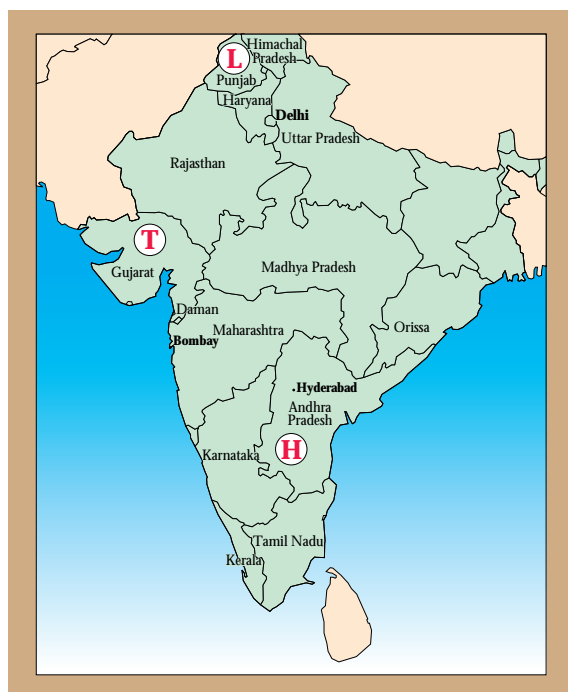 Himachal
Pradesh
L
Punjab
Haryana
Delhi
Uttar Pradesh
Rajasthan
T
Gujarat
Madhya Pradesh
Daman
Maharashtra
Orissa
Bombay
Hyderabad
Andhra
Pradesh
Karnataka
H
Tamil Nadu
Kerala